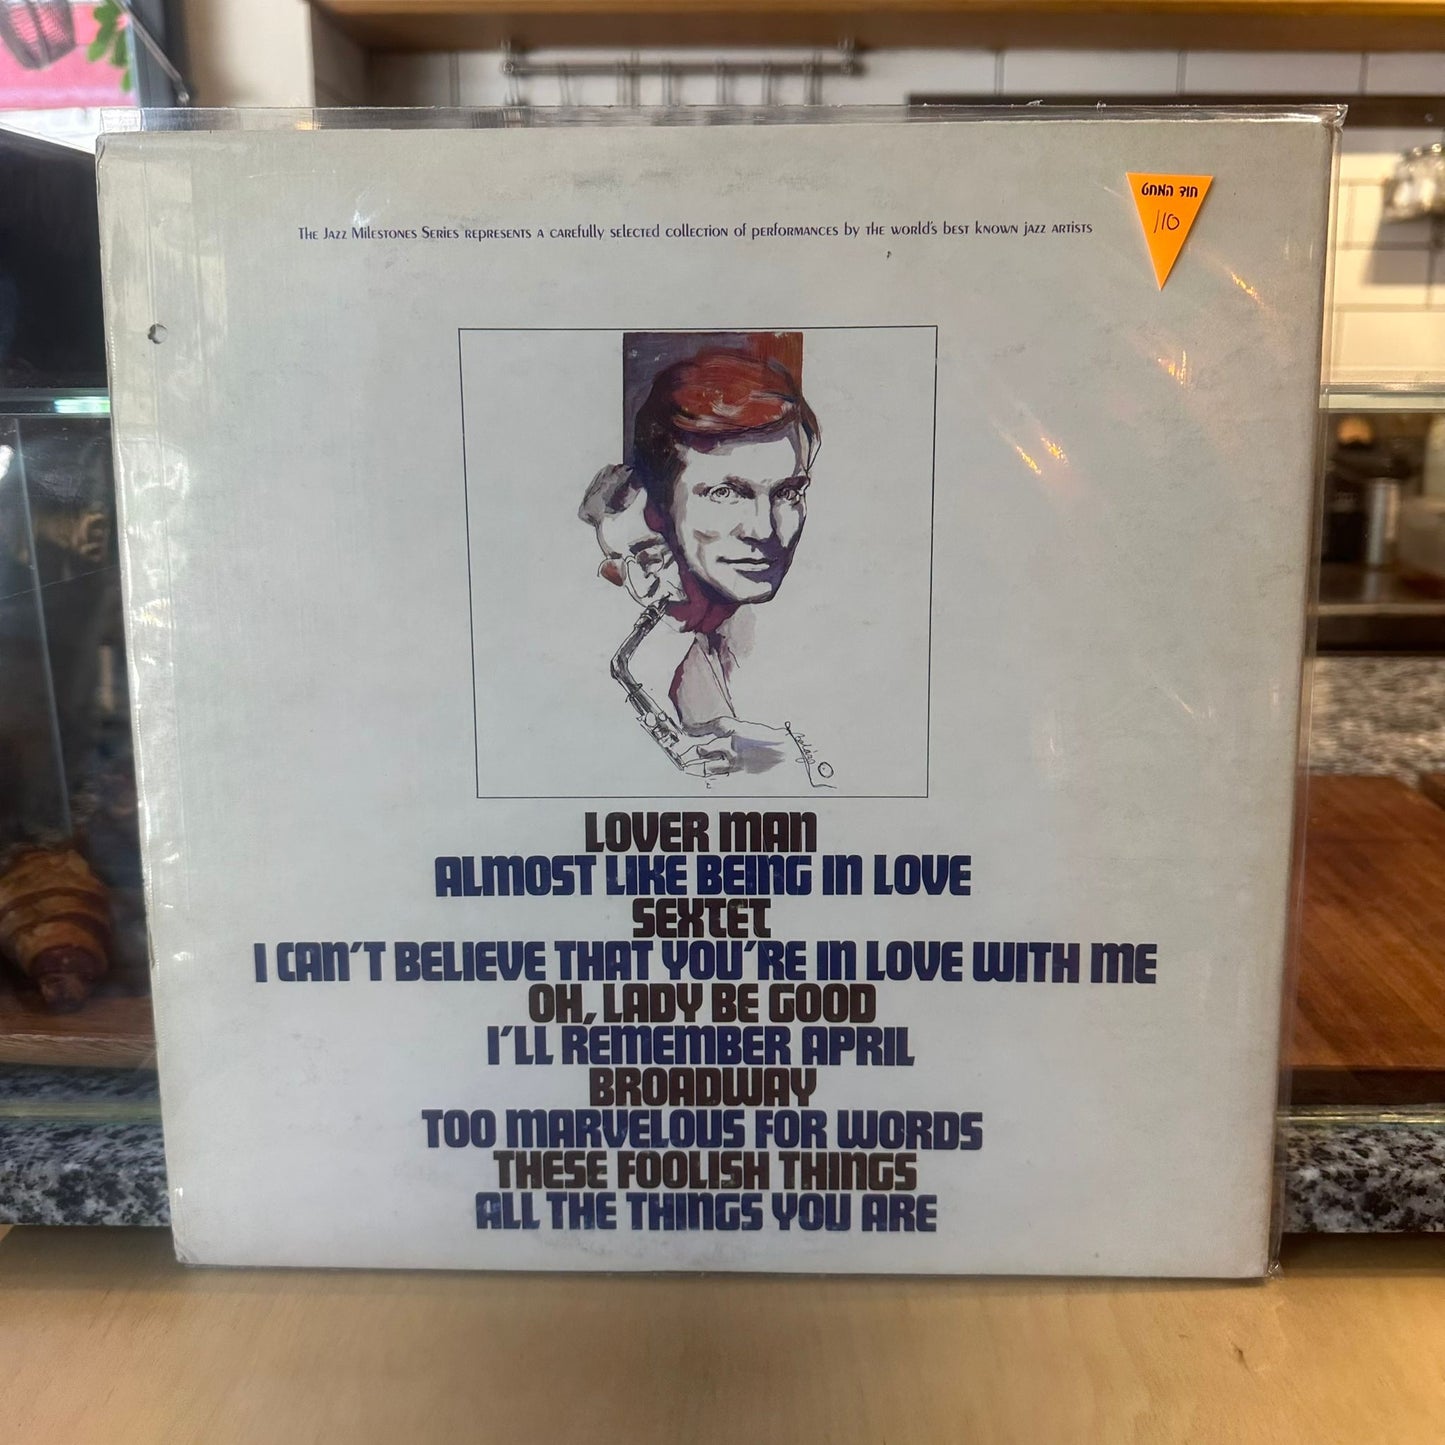 The Jazz Milestones Series represents a carefully selected collection of performances by the world's best known jazz artists
חוד המחט
110
LOVER MAN
ALMOST LIKE BEING IN LOVE
SEXTET
I CAN'T BELIEVE THAT YOU'RE IN LOVE WITH ME
OH, LADY BE GOOD
I'LL REMEMBER APRIL
BROADWAY
TOO MARVELOUS FOR WORDS
THESE FOOLISH THINGS
ALL THE THINGS YOU ARE